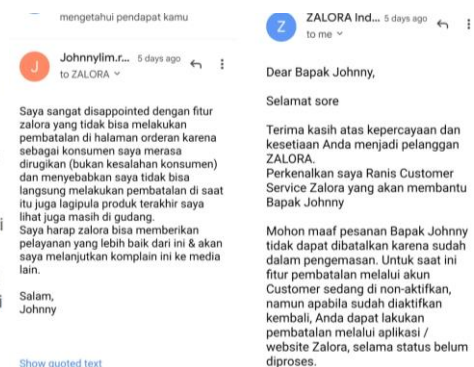 mengetahui pendapat kamu
J
Johnnylim.r... 5 days ago
to ZALORA
Saya sangat disappointed dengan fitur
zalora yang tidak bisa melakukan
pembatalan di halaman orderan karena
sebagai konsumen saya merasa
dirugikan (bukan kesalahan konsumen)
dan menyebabkan saya tidak bisa
langsung melakukan pembatalan di saat
itu juga lagipula produk terakhir saya
lihat juga masih di gudang.
Saya harap zalora bisa memberikan
pelayanan yang lebih baik dari ini & akan
saya melanjutkan komplain ini ke media
lain.
Salam,
Johnny
Show quoted text
Z
ZALORA Ind... 5 days ago
to me
Dear Bapak Johnny,
Selamat sore
Terima kasih atas kepercayaan dan
kesetiaan Anda menjadi pelanggan
ZALORA.
Perkenalkan saya Ranis Customer
Service Zalora yang akan membantu
Bapak Johnny
Mohon maaf pesanan Bapak Johnny
tidak dapat dibatalkan karena sudah
dalam pengemasan. Untuk saat ini
fitur pembatalan melalui akun
Customer sedang di non-aktifkan,
namun apabila sudah diaktifkan
kembali, Anda dapat lakukan
pembatalan melalui aplikasi /
website Zalora, selama status belum
diproses.